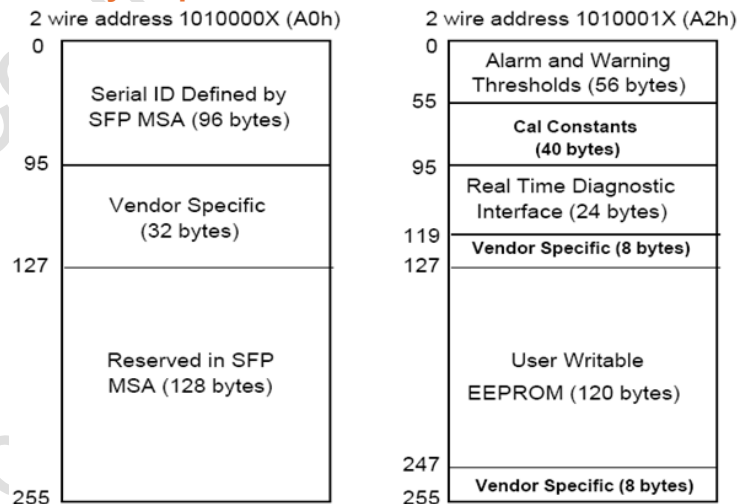 2 wire address 1010000X (A0h)
0
Serial ID Defined by
SFP MSA (96 bytes)
95
Vendor Specific
(32 bytes)
127
Reserved in SFP
MSA (128 bytes)
255
2 wire address 1010001X (A2h)
0
Alarm and Warning
Thresholds (56 bytes)
55
Cal Constants
(40 bytes)
95
Real Time Diagnostic
Interface (24 bytes)
119
Vendor Specific (8 bytes)
127
User Writable
EEPROM (120 bytes)
247
Vendor Specific (8 bytes)
255